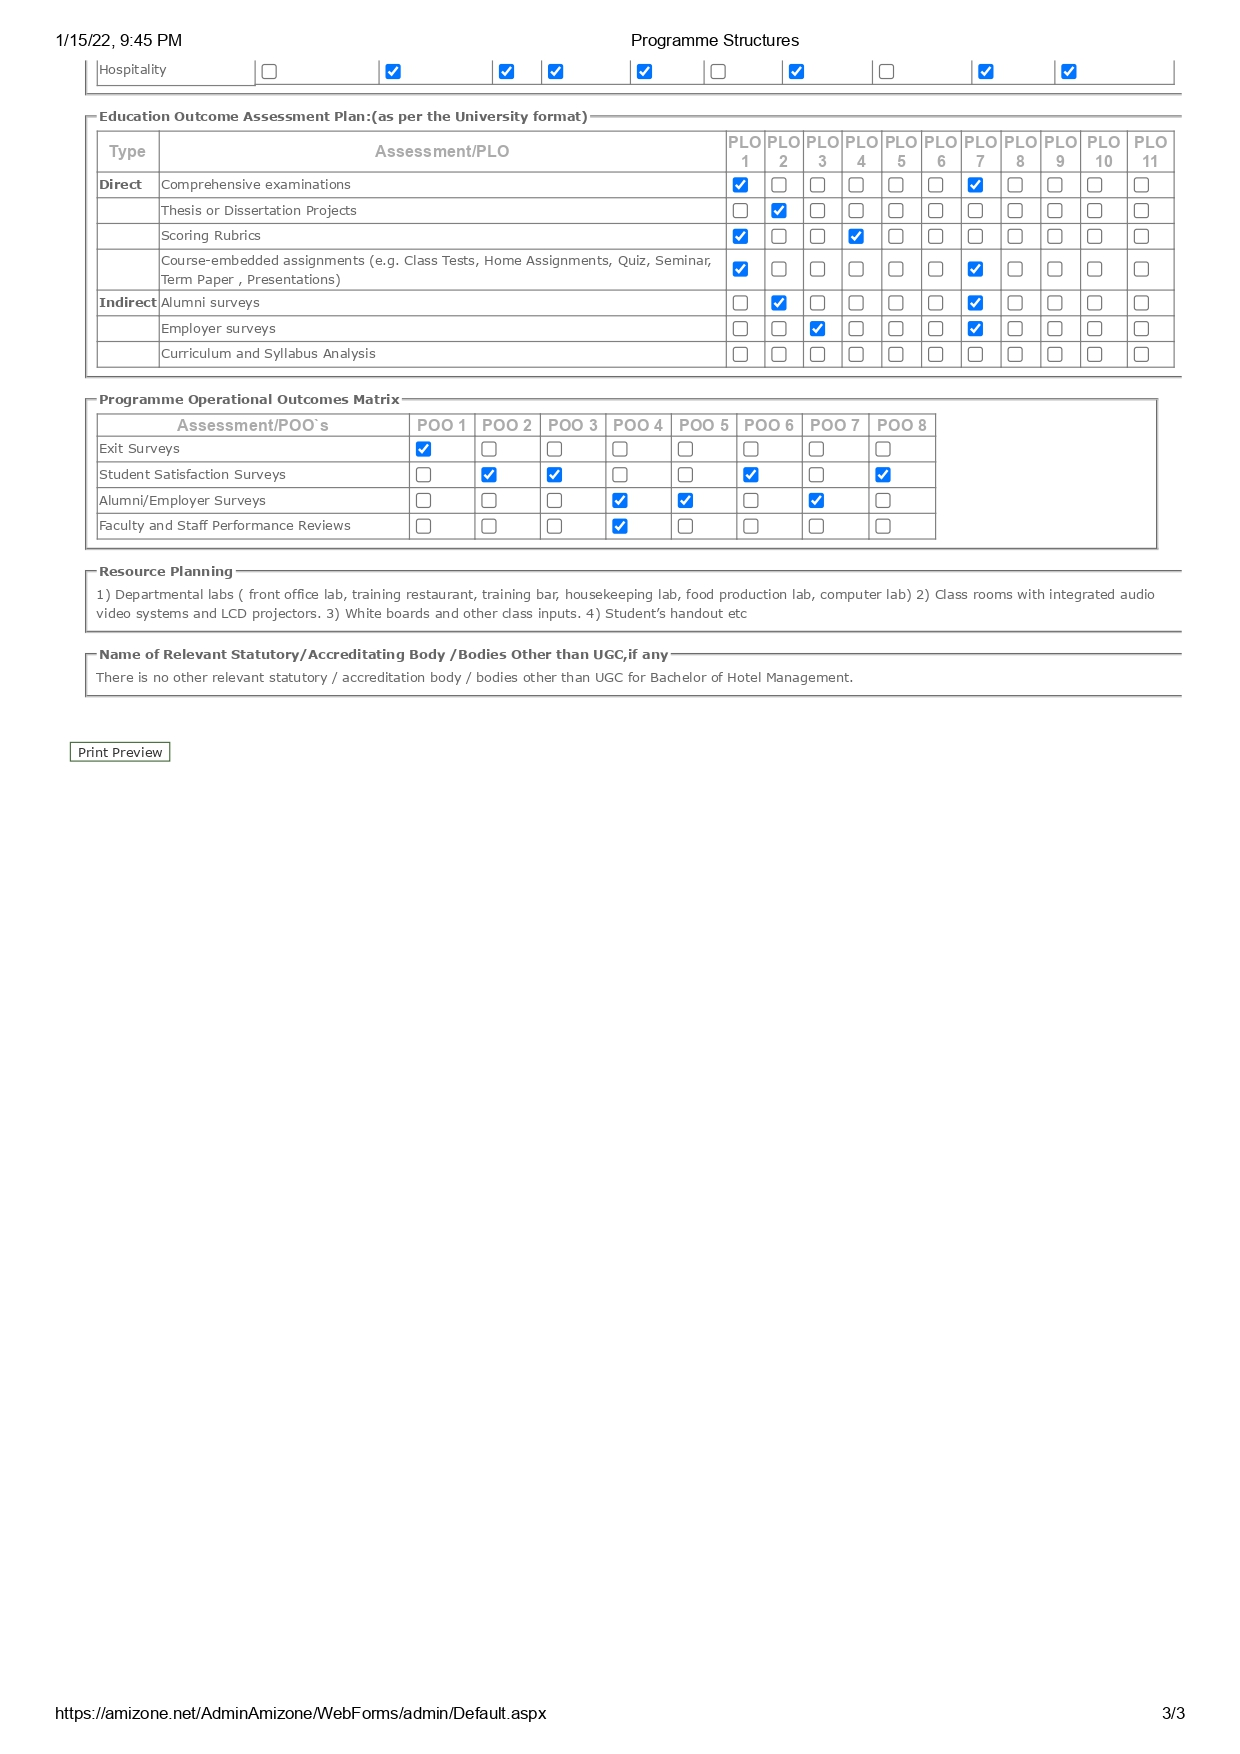 1/15/22, 9:45 PM Programme Structures
Hospitality
Education Outcome Assessment Plan:(as per the University format)
Type Assessment/PLO PLO 1 PLO 2 PLO 3 PLO 4 PLO 5 PLO 6 PLO 7 PLO 8 PLO 9 PLO 10 PLO 11
Direct Comprehensive examinations
Thesis or Dissertation Projects
Scoring Rubrics
Course-embedded assignments (e.g. Class Tests, Home Assignments, Quiz, Seminar,
Term Paper , Presentations)
Indirect Alumni surveys
Employer surveys
Curriculum and Syllabus Analysis
Programme Operational Outcomes Matrix
Assessment/POO`s POO 1 POO 2 POO 3 POO 4 POO 5 POO 6 POO 7 POO 8
Exit Surveys
Student Satisfaction Surveys
Alumni/Employer Surveys
Faculty and Staff Performance Reviews
Resource Planning
1) Departmental labs ( front office lab, training restaurant, training bar, housekeeping lab, food production lab, computer lab) 2) Class rooms with integrated audio
video systems and LCD projectors. 3) White boards and other class inputs. 4) Student’s handout etc
Name of Relevant Statutory/Accreditating Body /Bodies Other than UGC,if any
There is no other relevant statutory / accreditation body / bodies other than UGC for Bachelor of Hotel Management.
Print Preview
https://amizone.net/AdminAmizone/WebForms/admin/Default.aspx 3/3